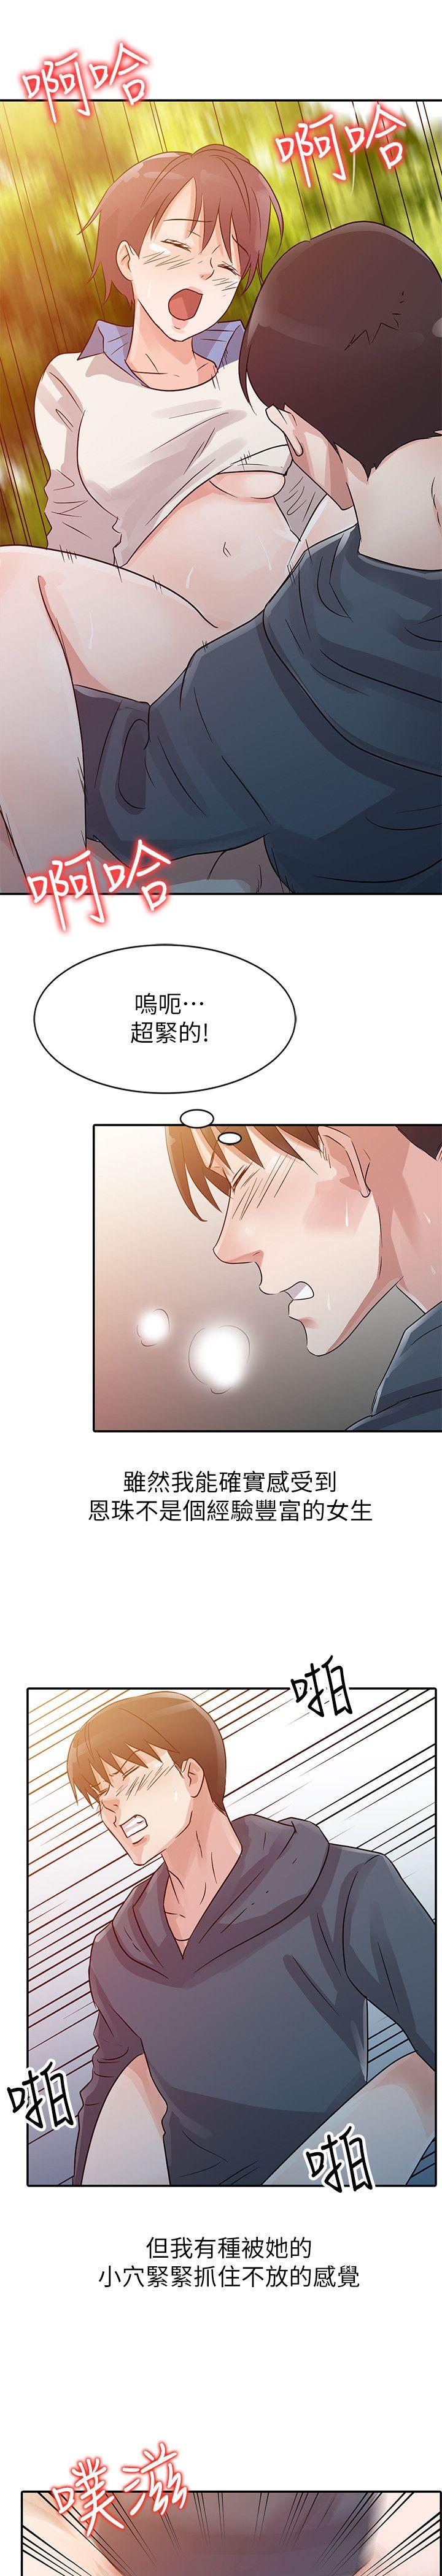 啊哈
啊哈
啊哈
嗚呃…
超緊的!
雖然我能確實感受到
恩珠不是個經驗豐富的女生
啪
啪
啪
但我有種被她的
小穴緊緊抓住不放的感覺
噗滋